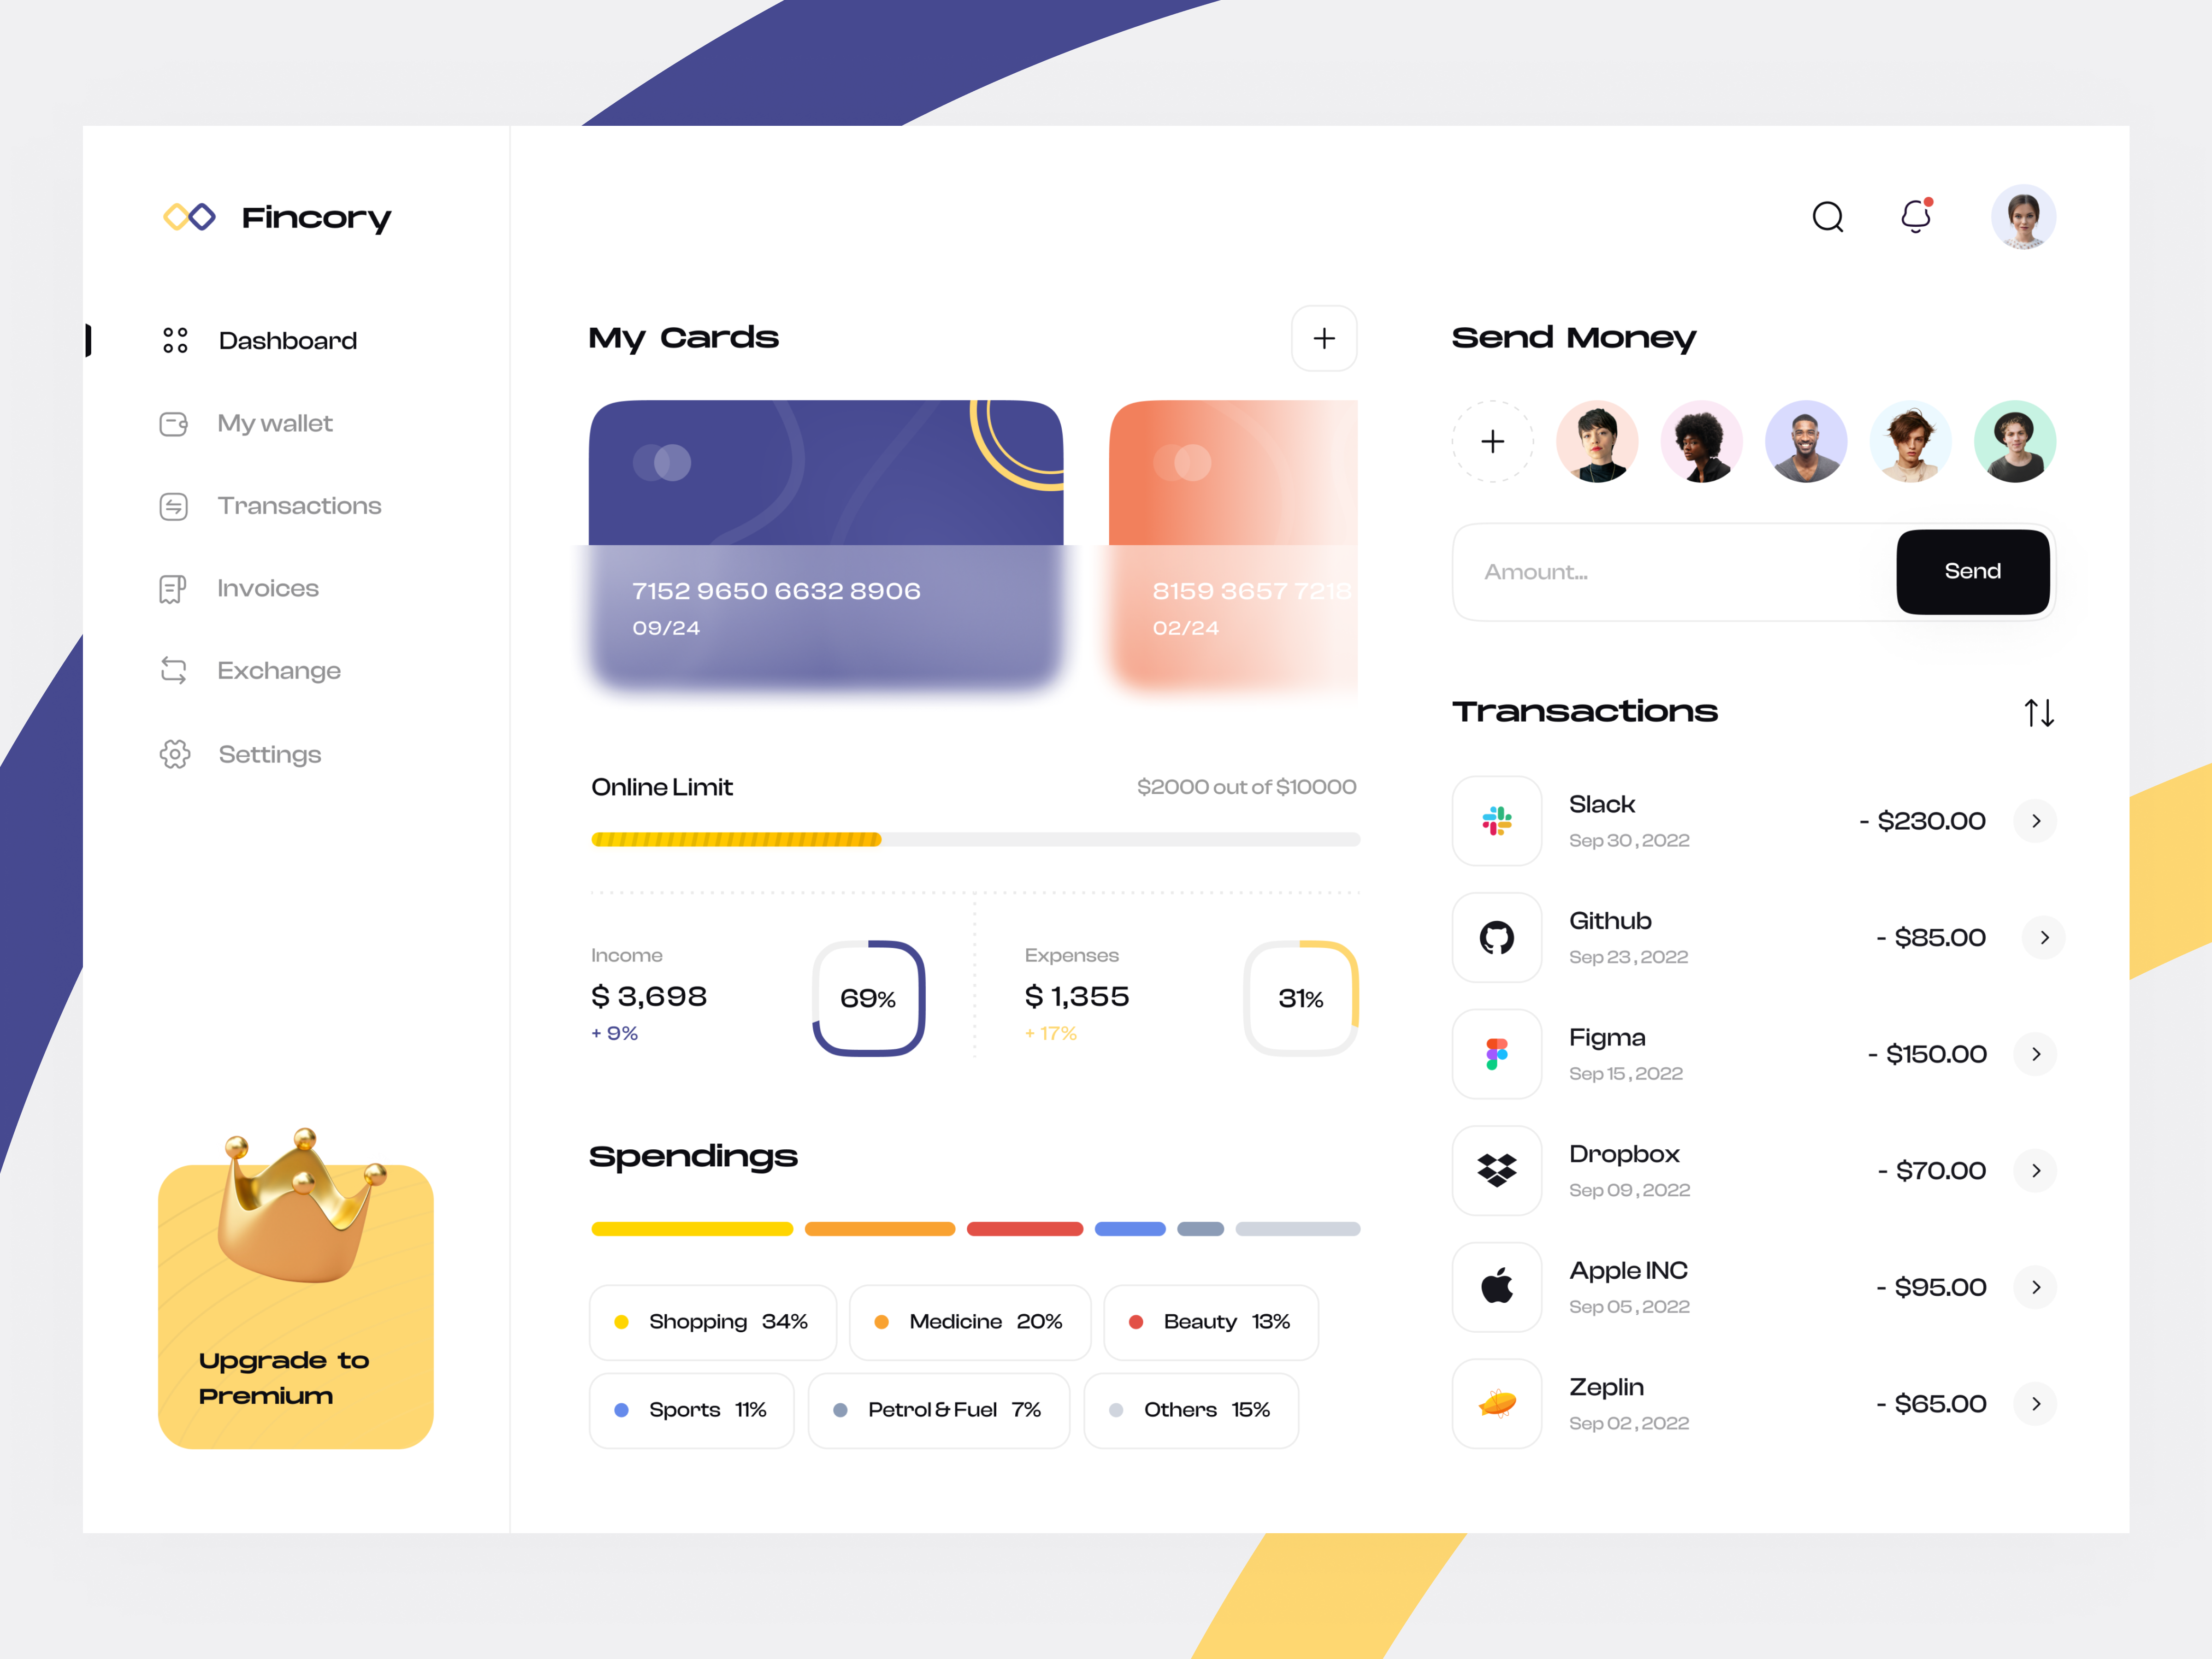 Fincory
Dashboard
My wallet
Transactions
Invoices
Exchange
Settings
Upgrade to
Premium
My Cards
7152 9650 6632 8906
09/24
8159 3657 7218
02/24
Online Limit
$2000 out of $10000
Income
$ 3,698
+ 9%
69%
Expenses
$ 1,355
+ 17%
31%
Spendings
Shopping 34%
Medicine 20%
Beauty 13%
Sports 11%
Petrol & Fuel 7%
Others 15%
Send Money
Amount...
Send
Transactions
Slack
Sep 30, 2022
- $230.00
Github
Sep 23, 2022
- $85.00
Figma
Sep 15, 2022
- $150.00
Dropbox
Sep 09, 2022
- $70.00
Apple INC
Sep 05, 2022
- $95.00
Zeplin
Sep 02, 2022
- $65.00